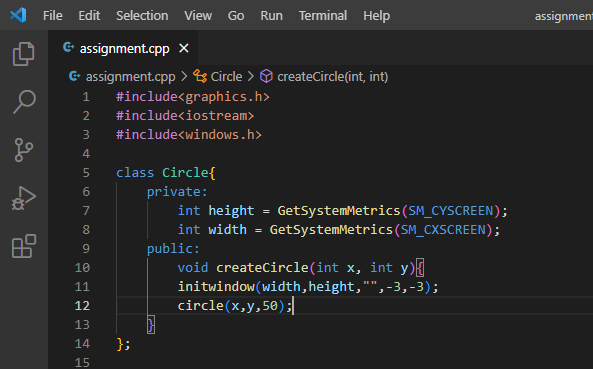 File Edit Selection View Go Run Terminal Help assignment
assignment.cpp ×
assignment.cpp > Circle > createCircle(int, int)
1 #include<graphics.h>
2 #include<iostream>
3 #include<windows.h>
4
5 class Circle{
6 private:
7 int height = GetSystemMetrics(SM_CYSCREEN);
8 int width = GetSystemMetrics(SM_CXSCREEN);
9 public:
10 void createCircle(int x, int y){
11 initwindow(width,height,"",-3,-3);
12 circle(x,y,50);
13 }
14 };
15